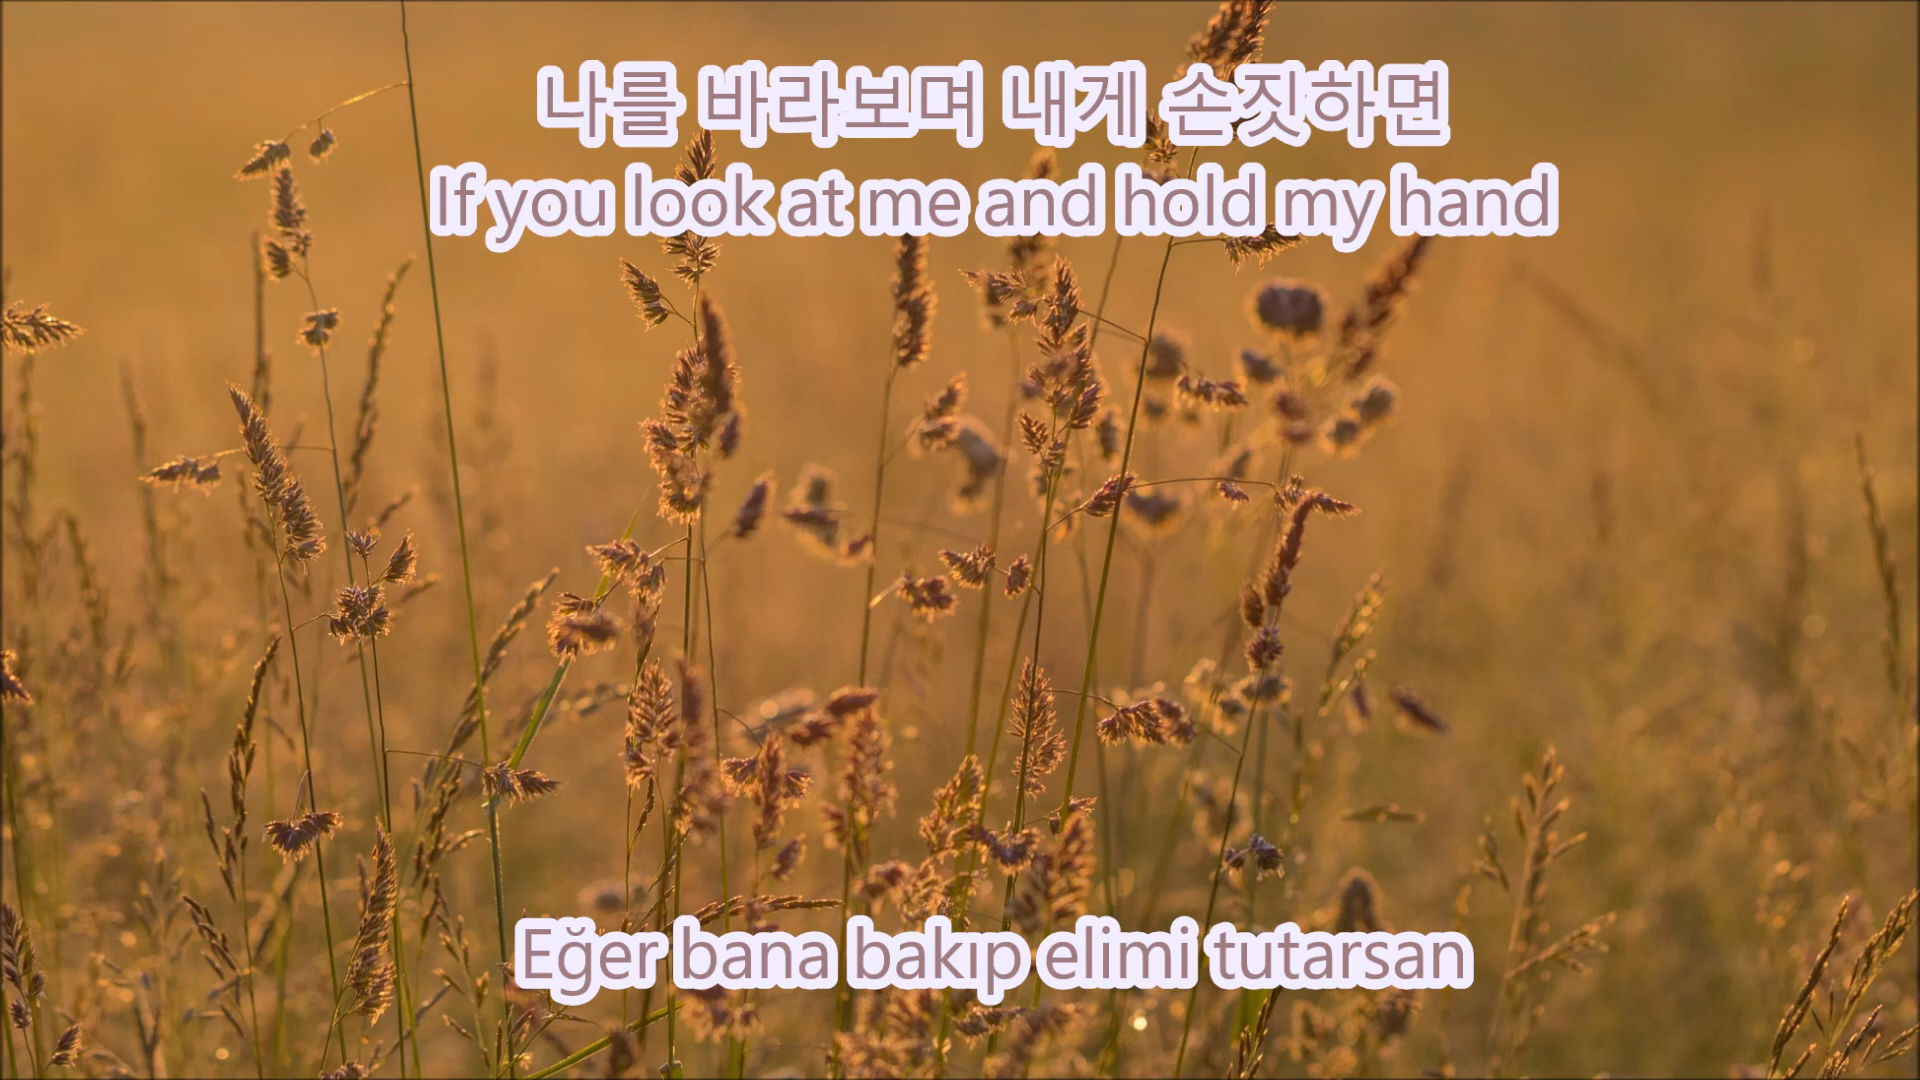 나를 바라보며 내게 손짓하면
If you look at me and hold my hand
Eğer bana bakıp elimi tutarsan